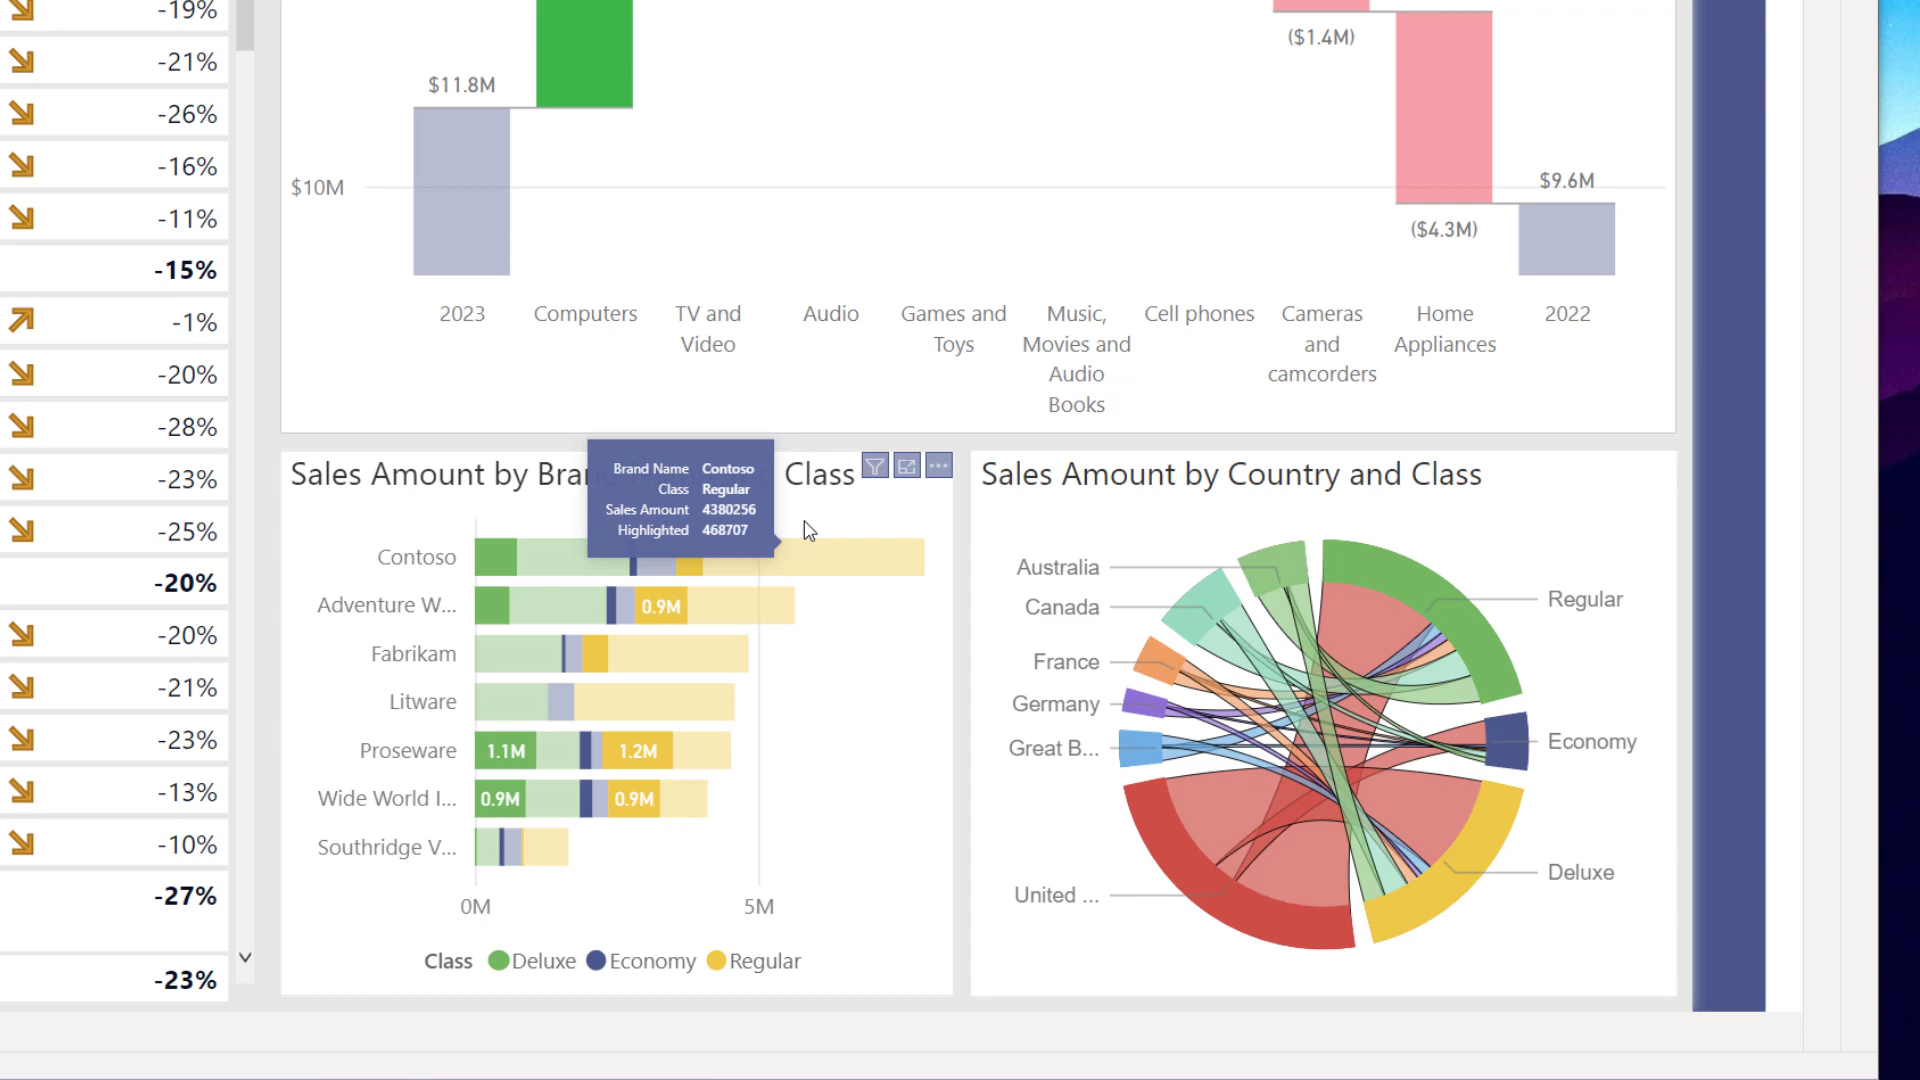 -19%
-21%
-26%
-16%
-11%
-15%
-1%
-20%
-28%
-23%
-25%
-20%
-20%
-21%
-23%
-13%
-10%
-27%
-23%
($1.4M)
$11.8M
$10M
$9.6M
($4.3M)
2023
Computers
TV and
Video
Audio
Games and
Toys
Music,
Movies and
Audio
Books
Cell phones
Cameras
and
camcorders
Home
Appliances
2022
Sales Amount by Class
Brand Name Contoso
Class Regular
Sales Amount 4380256
Highlighted 468707
Contoso
Adventure W...
0.9M
Fabrikam
Litware
Proseware
1.1M
1.2M
Wide World I...
0.9M
0.9M
Southridge V...
0M
5M
Class Deluxe Economy Regular
Sales Amount by Country and Class
Australia
Canada
France
Germany
Great B...
United ...
Regular
Economy
Deluxe